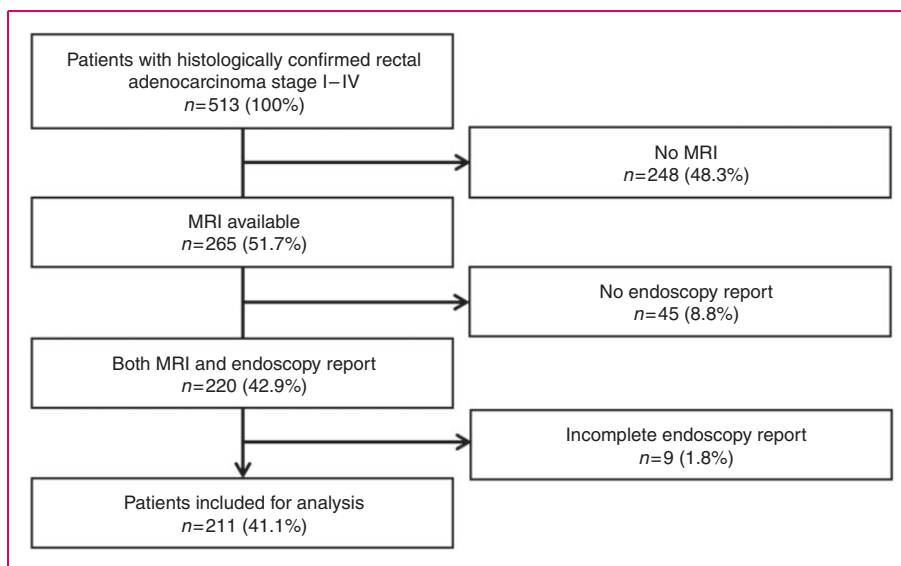 Patients with histologically confirmed rectal
adenocarcinoma stage I–IV
n=513 (100%)
No MRI
n=248 (48.3%)
MRI available
n=265 (51.7%)
No endoscopy report
n=45 (8.8%)
Both MRI and endoscopy report
n=220 (42.9%)
Incomplete endoscopy report
n=9 (1.8%)
Patients included for analysis
n=211 (41.1%)